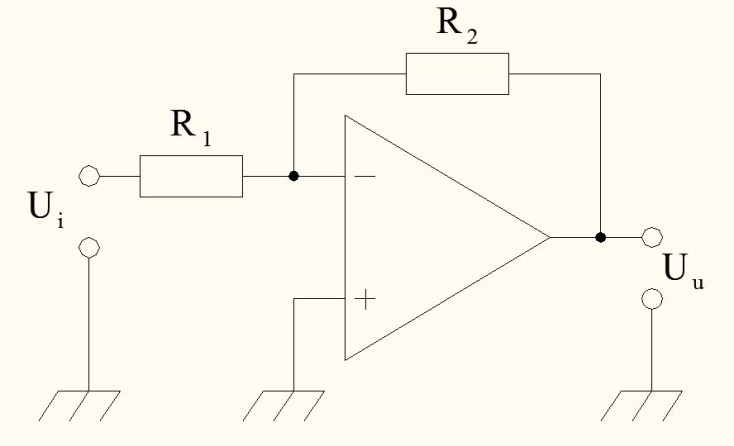 R2
R1
−
Ui
Uu
+